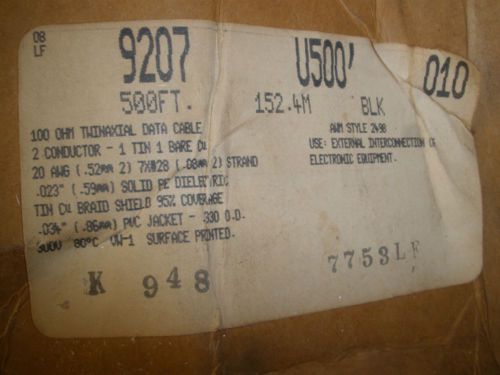 08
LF
9207 U500' 010
500FT. 152.4M BLK
100 OHM TWINAXIAL DATA CABLE
2 CONDUCTOR - 1 TIN 1 BARE Cu
20 AWG (.52mm 2) 7X#28 (.08mm 2) STRAND
.023" (.59mm) SOLID PE DIELECTRIC
TIN Cu BRAID SHIELD 95% COVERAGE
.034" (.86mm) PVC JACKET - .330 O.D.
300V 80°C VW-1 SURFACE PRINTED.
AWM STYLE 2498
USE: EXTERNAL INTERCONNECTION OF
ELECTRONIC EQUIPMENT.
K 948
7753LF